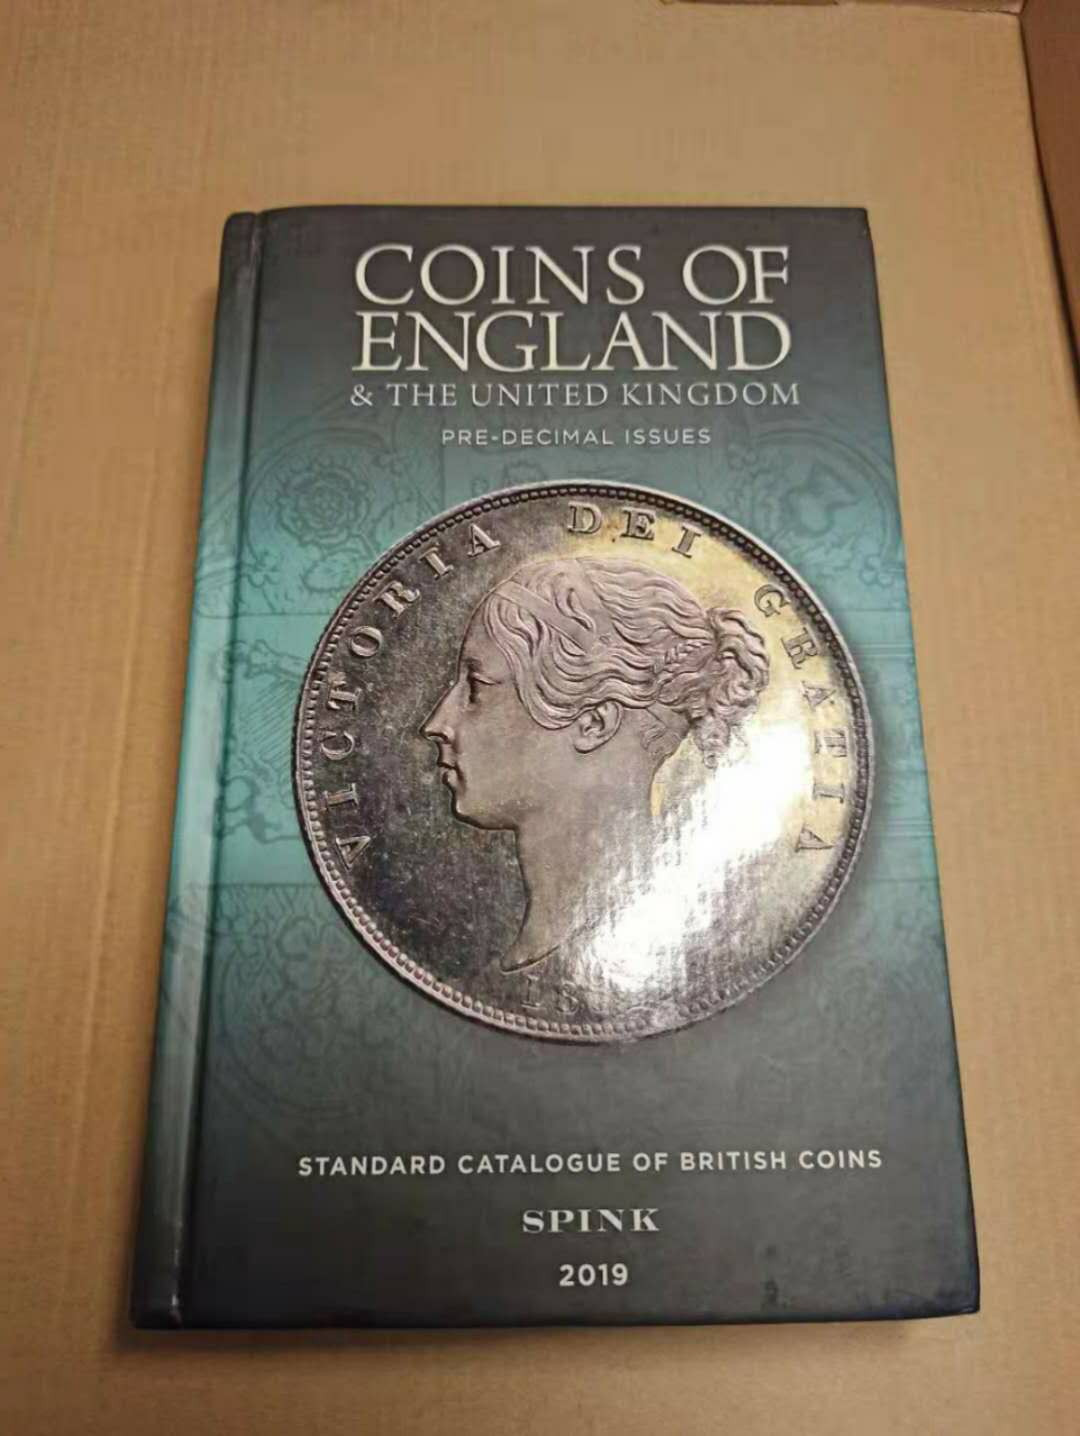 COINS OF
ENGLAND
& THE UNITED KINGDOM
PRE-DECIMAL ISSUES
VICTORIA DEI GRATIA
STANDARD CATALOGUE OF BRITISH COINS
SPINK
2019